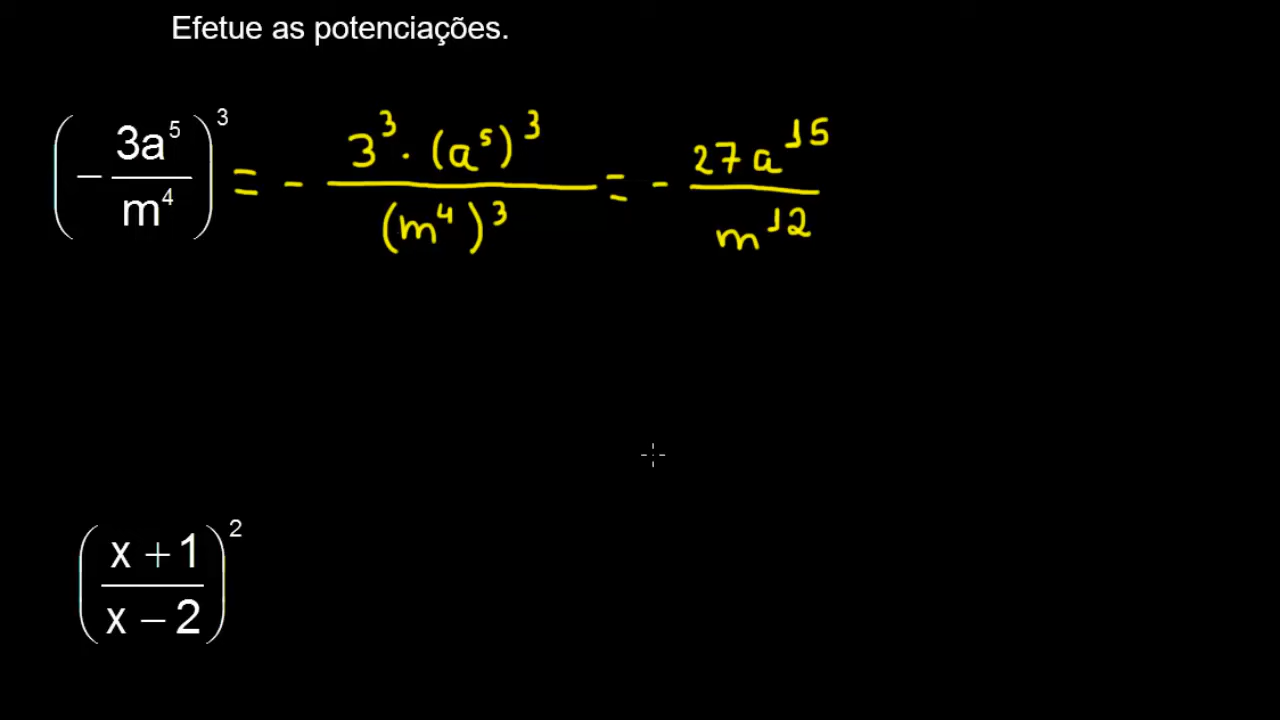 Efetue as potenciações.
(- 3a⁵/m⁴)³ = - 3³ · (a⁵)³/(m⁴)³ = - 27a¹⁵/m¹²
(x + 1/x - 2)²